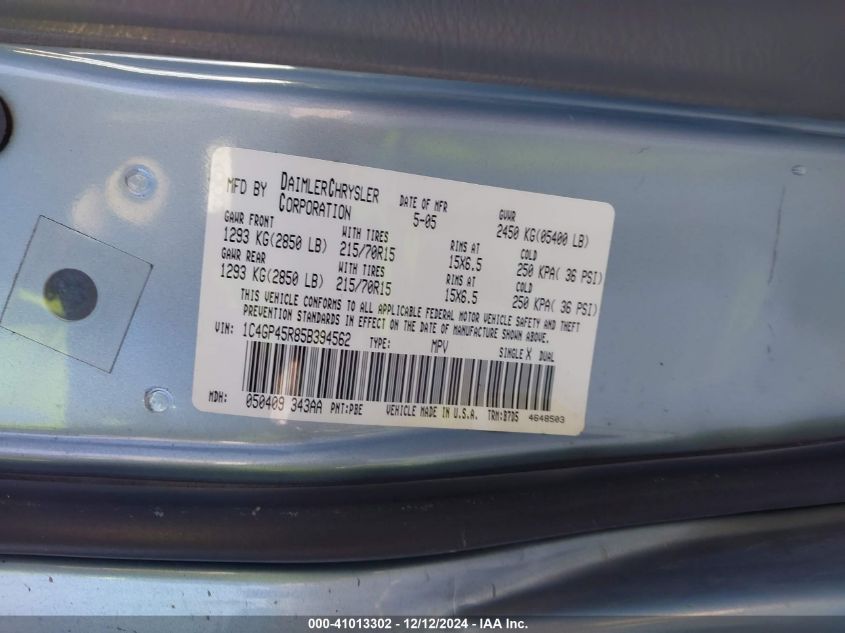 MFD BY DAIMLERCHRYSLER CORPORATION DATE OF MFR 5-05 GVWR 2450 KG(05400 LB)
GAWR FRONT WITH TIRES RIMS AT COLD
1293 KG(2850 LB) 215/70R15 15X6.5 250 KPA( 36 PSI)
GAWR REAR WITH TIRES RIMS AT COLD
1293 KG(2850 LB) 215/70R15 15X6.5 250 KPA( 36 PSI)
THIS VEHICLE CONFORMS TO ALL APPLICABLE FEDERAL MOTOR VEHICLE SAFETY AND THEFT
PREVENTION STANDARDS IN EFFECT ON THE DATE OF MANUFACTURE SHOWN ABOVE.
VIN: 1C4GP45R85B394562 TYPE: MPV SINGLE X DUAL
MDH: 050409 343AA PNT:PBE VEHICLE MADE IN U.S.A. TRM:B7D5 4648503
000-41013302 - 12/12/2024 - IAA Inc.